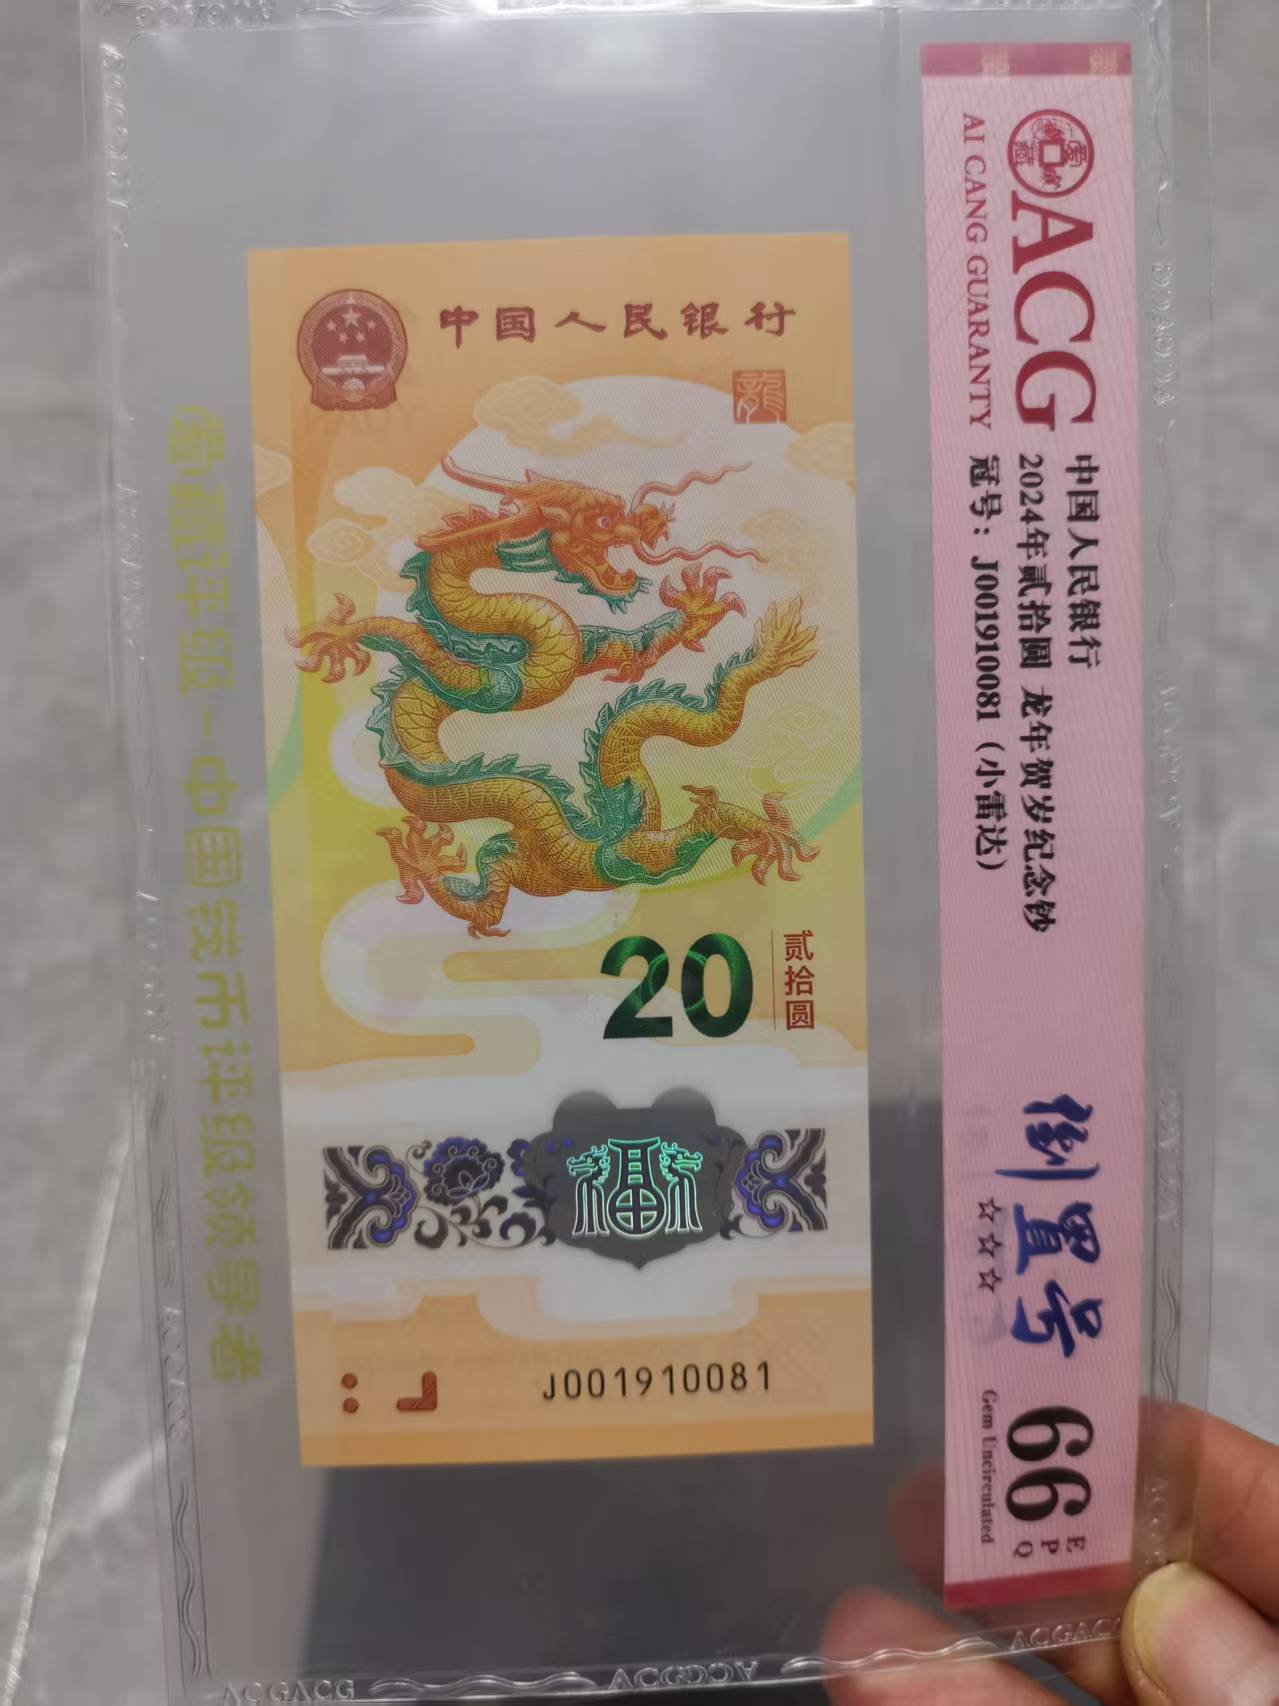 中国人民银行
龍
20
贰拾圆
福
J001910081
爱藏评级-中国钱币评级领导者
ACG
AI CANG GUARANTY
中国人民银行
2024年贰拾圆 龙年贺岁纪念钞
冠号：J001910081（小雷达）
倒置号
☆☆☆
66
EPQ
Gem Uncirculated
ACGACG